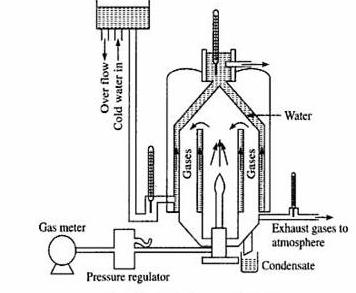 Over flow
Cold water in
Water
Gases
Gases
Gas meter
Pressure regulator
Exhaust gases to
atmosphere
Condensate